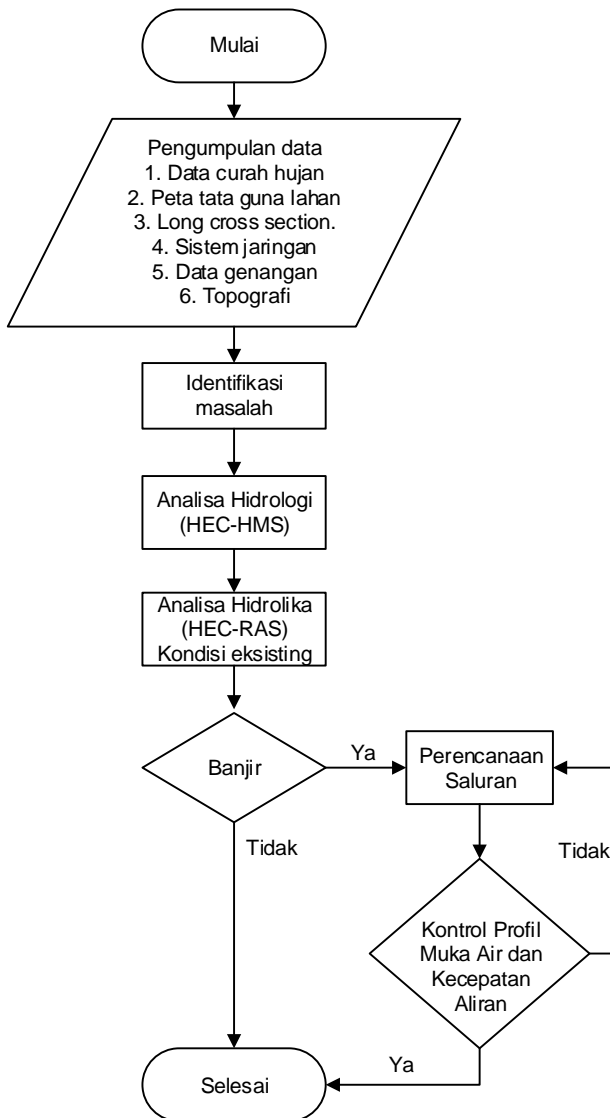 Mulai
Pengumpulan data
1. Data curah hujan
2. Peta tata guna lahan
3. Long cross section.
4. Sistem jaringan
5. Data genangan
6. Topografi
Identifikasi
masalah
Analisa Hidrologi
(HEC-HMS)
Analisa Hidrolika
(HEC-RAS)
Kondisi eksisting
Banjir
Ya
Perencanaan
Saluran
Tidak
Tidak
Kontrol Profil
Muka Air dan
Kecepatan
Aliran
Ya
Selesai